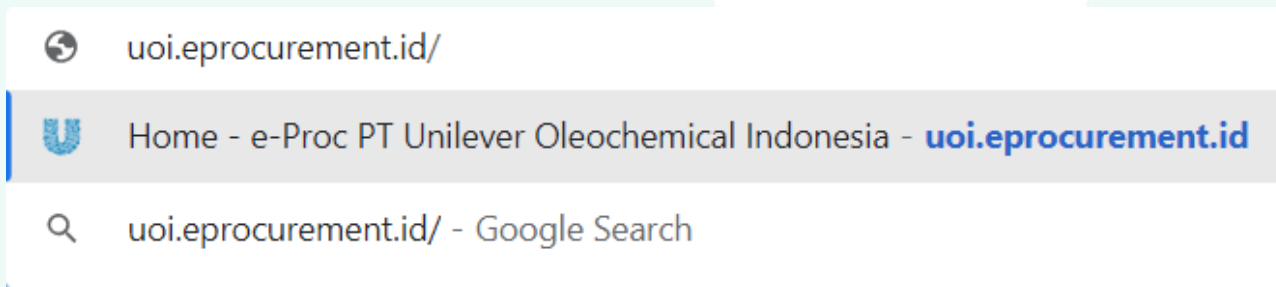 uoi.eprocurement.id/
Home - e-Proc PT Unilever Oleochemical Indonesia - uoi.eprocurement.id
uoi.eprocurement.id/ - Google Search